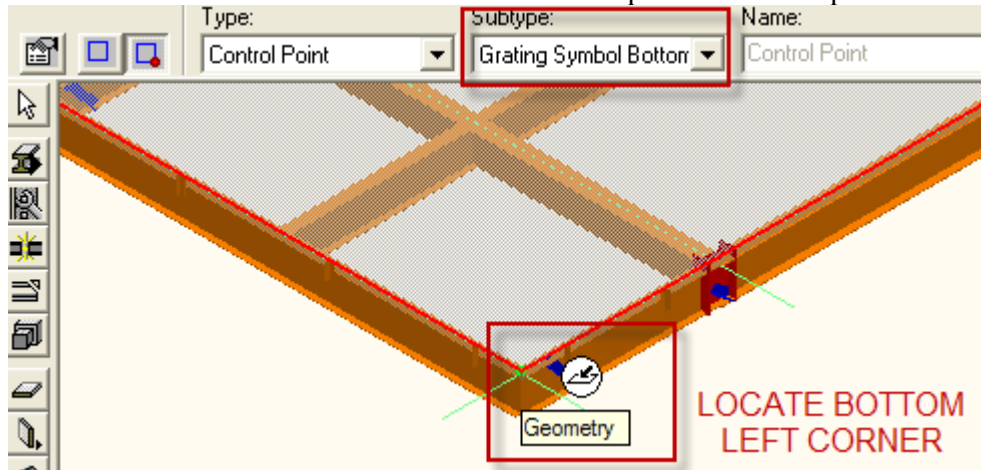 Type:
Subtype:
Name:
Control Point
Grating Symbol Bottom
Control Point
Geometry
LOCATE BOTTOM
LEFT CORNER